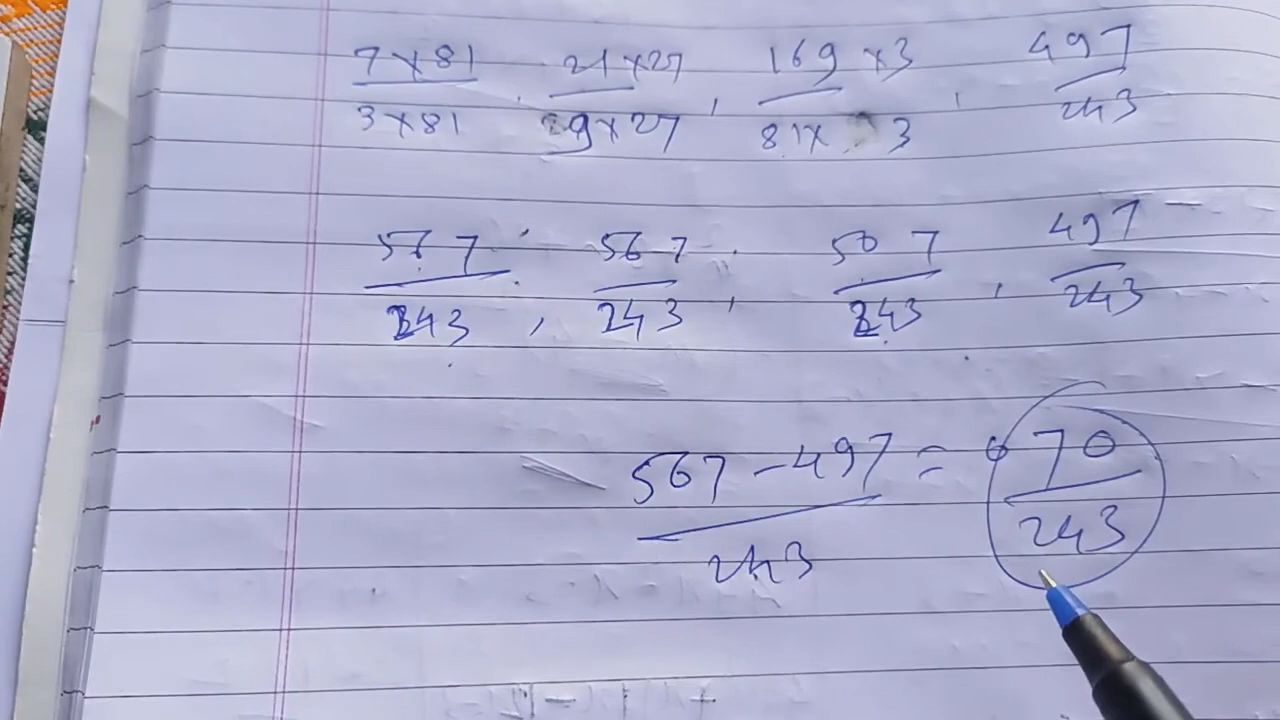 7×81 , 21×27 , 169×3 , 497
3×81 9×27 81×3 243
567 , 567 , 507 , 497
243 243 243 243
567-497 = 70
243 243